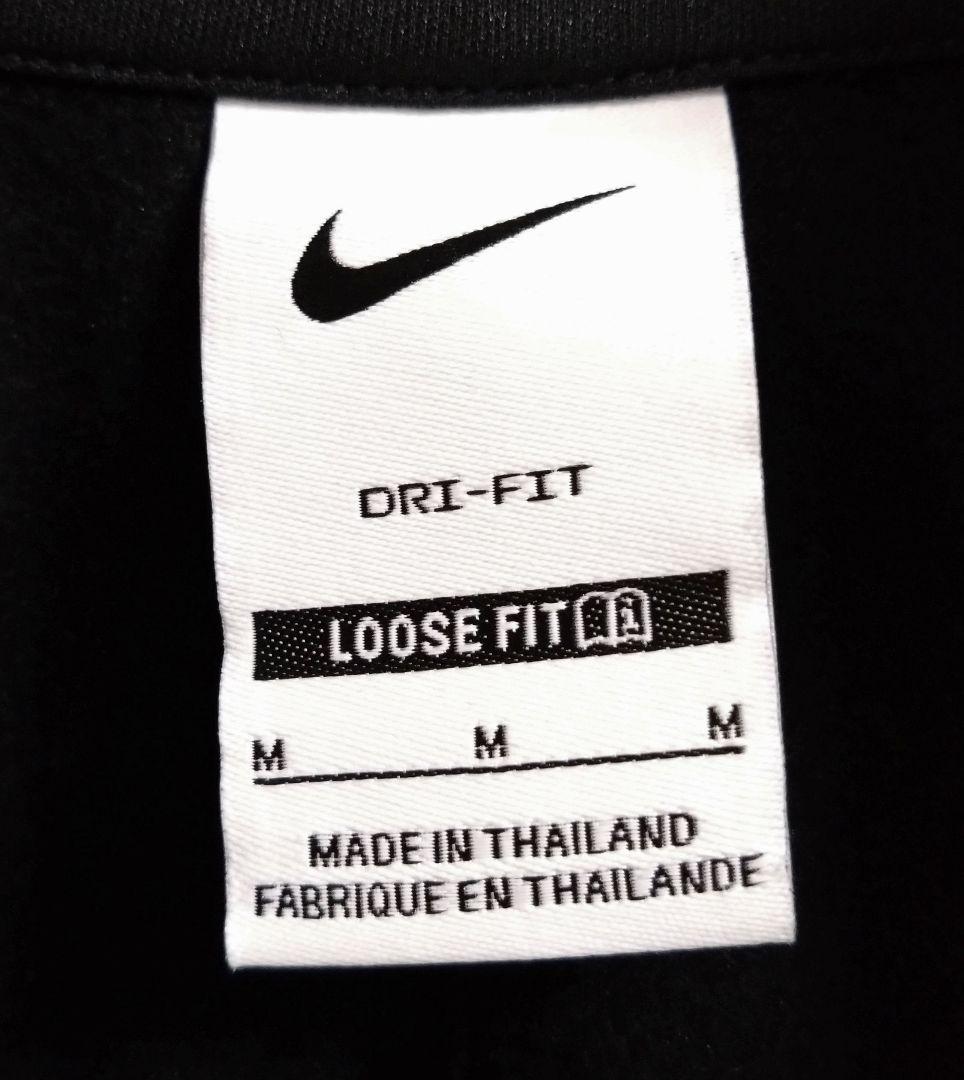 DRI-FIT
LOOSE FIT i
M M M
MADE IN THAILAND
FABRIQUE EN THAILANDE